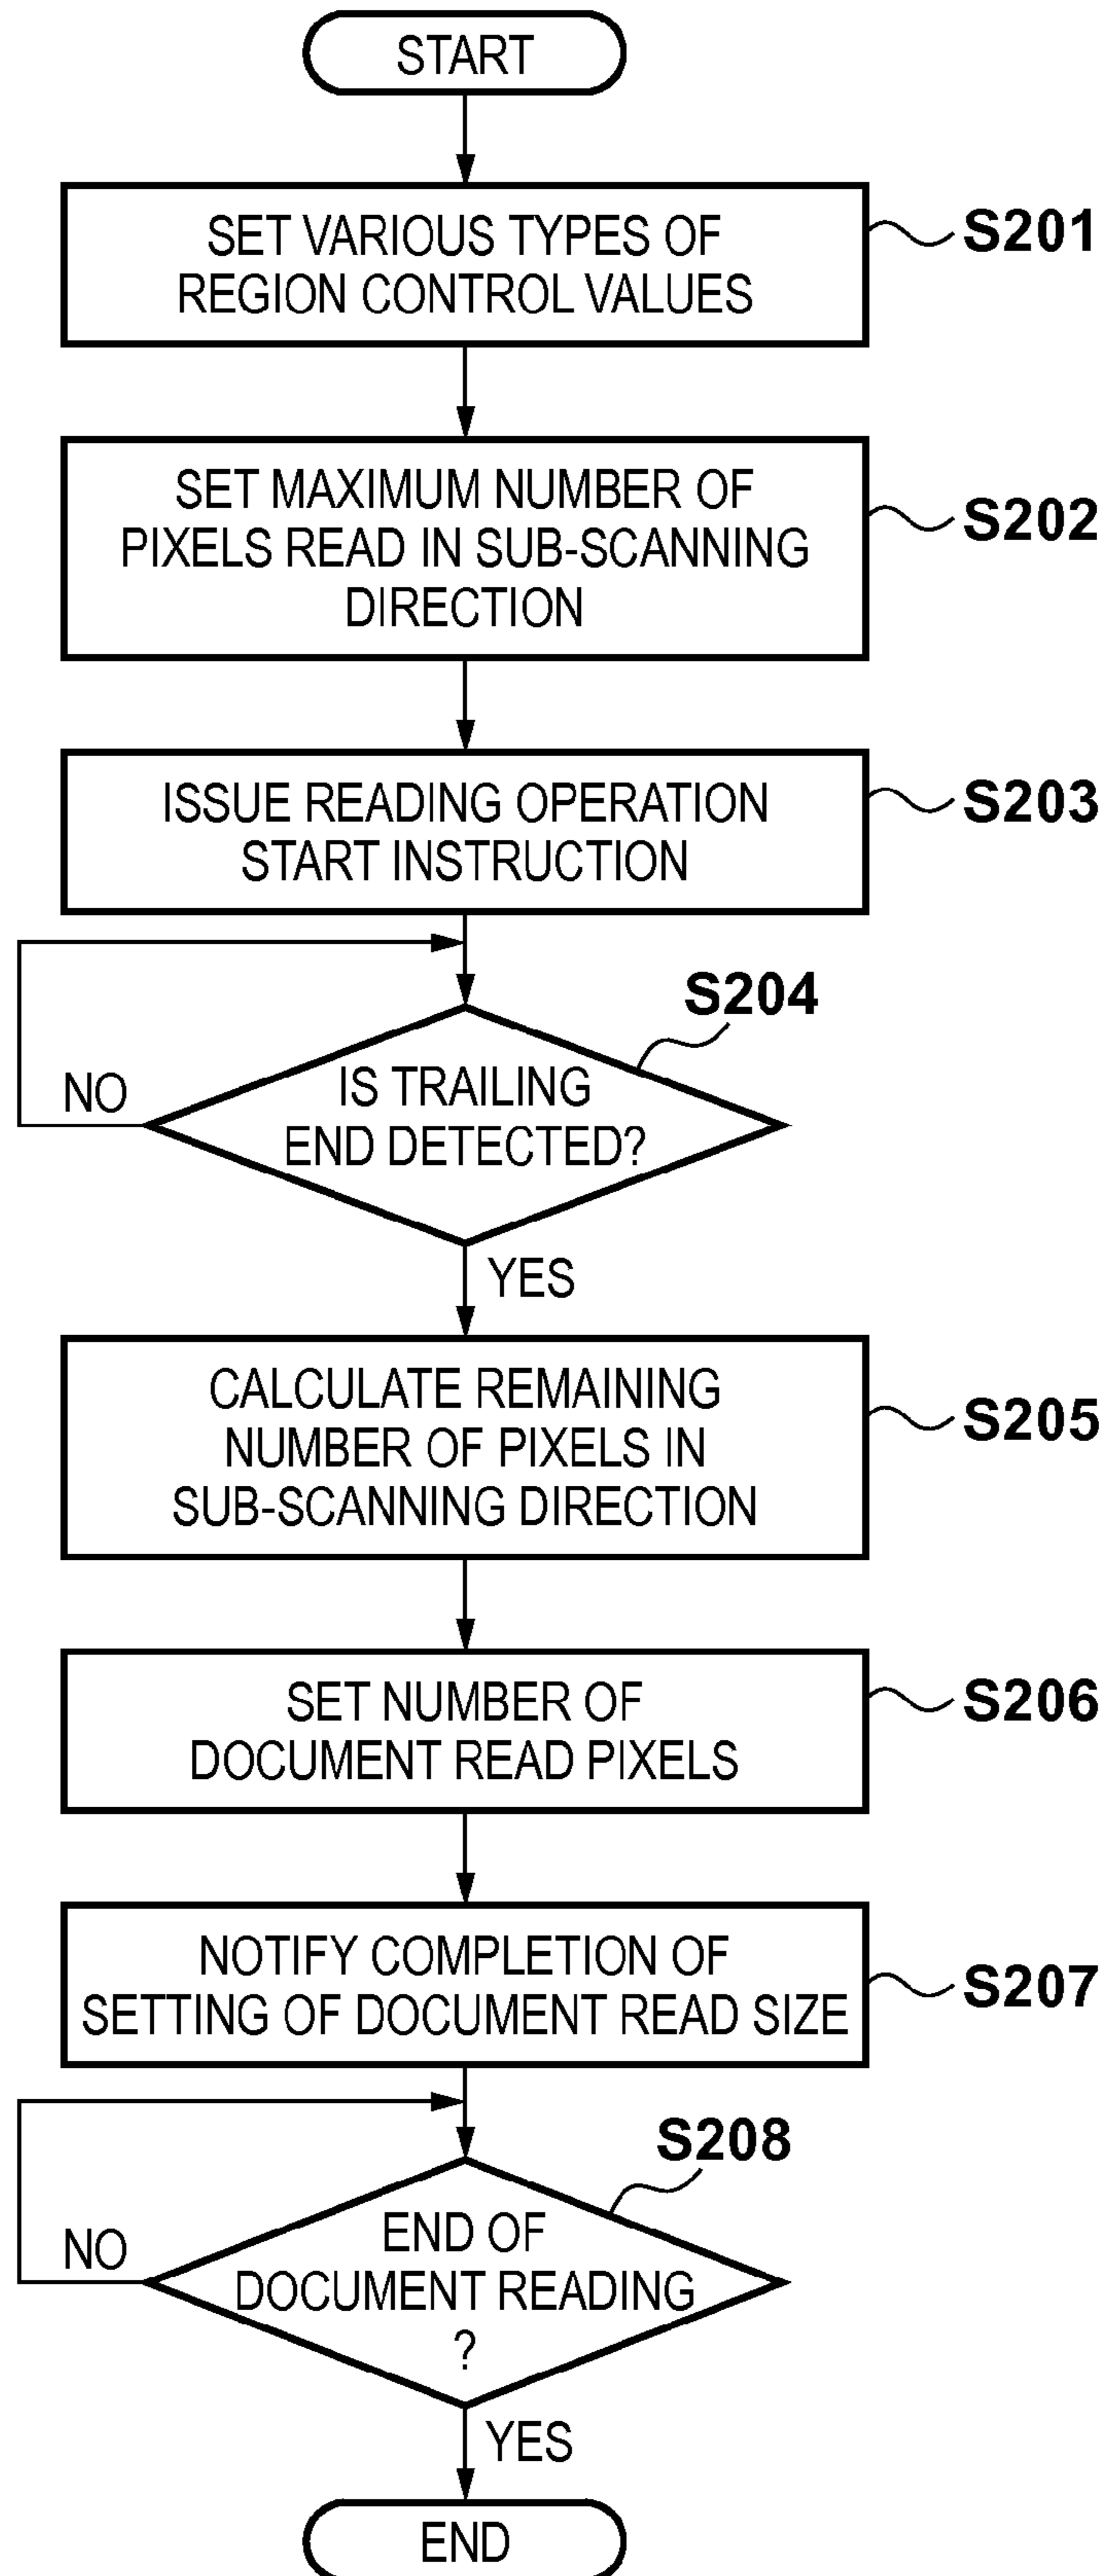 START
SET VARIOUS TYPES OF
REGION CONTROL VALUES
S201
SET MAXIMUM NUMBER OF
PIXELS READ IN SUB-SCANNING
DIRECTION
S202
ISSUE READING OPERATION
START INSTRUCTION
S203
S204
IS TRAILING
END DETECTED?
NO
YES
CALCULATE REMAINING
NUMBER OF PIXELS IN
SUB-SCANNING DIRECTION
S205
SET NUMBER OF
DOCUMENT READ PIXELS
S206
NOTIFY COMPLETION OF
SETTING OF DOCUMENT READ SIZE
S207
S208
END OF
DOCUMENT READING
?
NO
YES
END